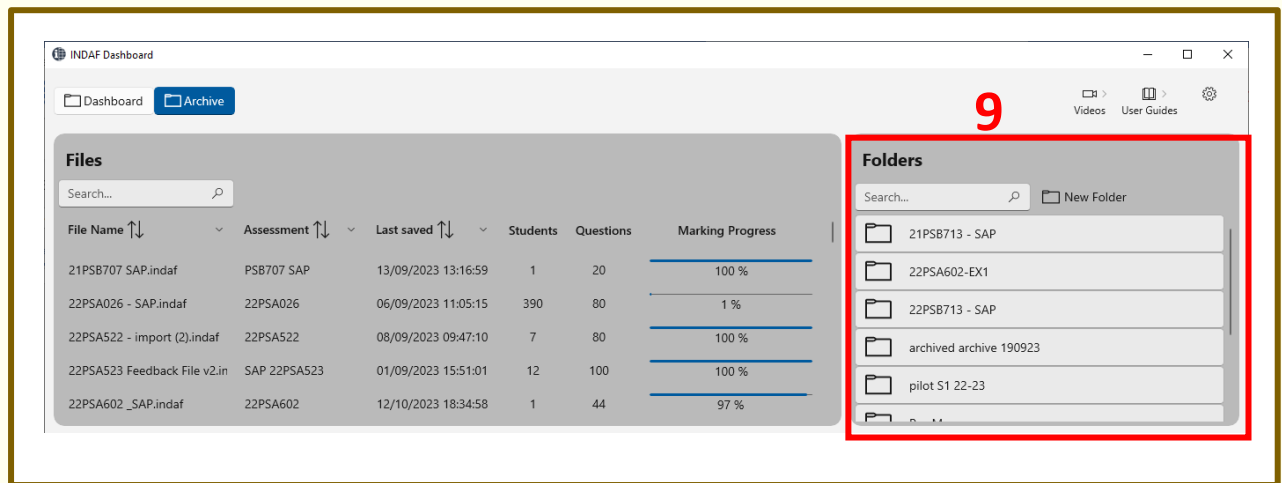 INDAF Dashboard
Dashboard Archive
9
Videos User Guides
Files
Search...
File Name Assessment Last saved Students Questions Marking Progress
21PSB707 SAP.indaf PSB707 SAP 13/09/2023 13:16:59 1 20 100 %
22PSA026 - SAP.indaf 22PSA026 06/09/2023 11:05:15 390 80 1 %
22PSA522 - import (2).indaf 22PSA522 08/09/2023 09:47:10 7 80 100 %
22PSA523 Feedback File v2.in SAP 22PSA523 01/09/2023 15:51:01 12 100 100 %
22PSA602 _SAP.indaf 22PSA602 12/10/2023 18:34:58 1 44 97 %
Folders
Search... New Folder
21PSB713 - SAP
22PSA602-EX1
22PSB713 - SAP
archived archive 190923
pilot S1 22-23